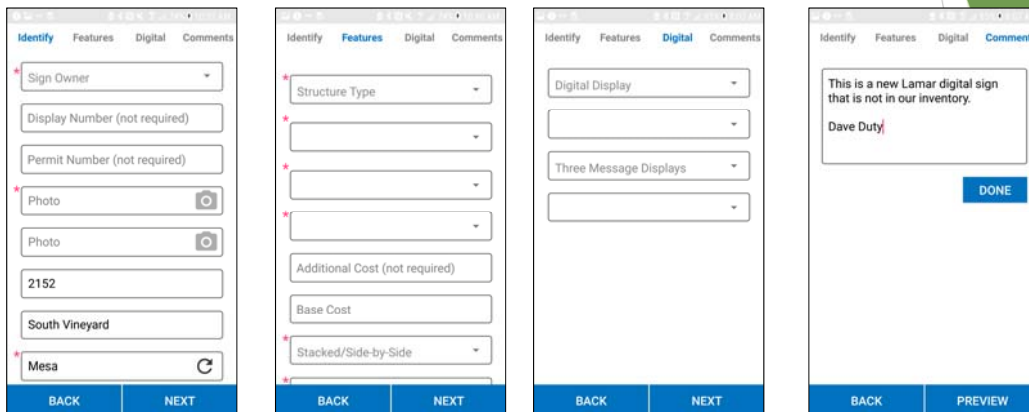 Identify Features Digital Comments
* Sign Owner
Display Number (not required)
Permit Number (not required)
* Photo
Photo
2152
South Vineyard
* Mesa
BACK NEXT
Identify Features Digital Comments
* Structure Type
*
*
*
Additional Cost (not required)
Base Cost
* Stacked/Side-by-Side
*
BACK NEXT
Identify Features Digital Comments
Digital Display
Three Message Displays
BACK NEXT
Identify Features Digital Commen
This is a new Lamar digital sign
that is not in our inventory.
Dave Duty
DONE
BACK PREVIEW